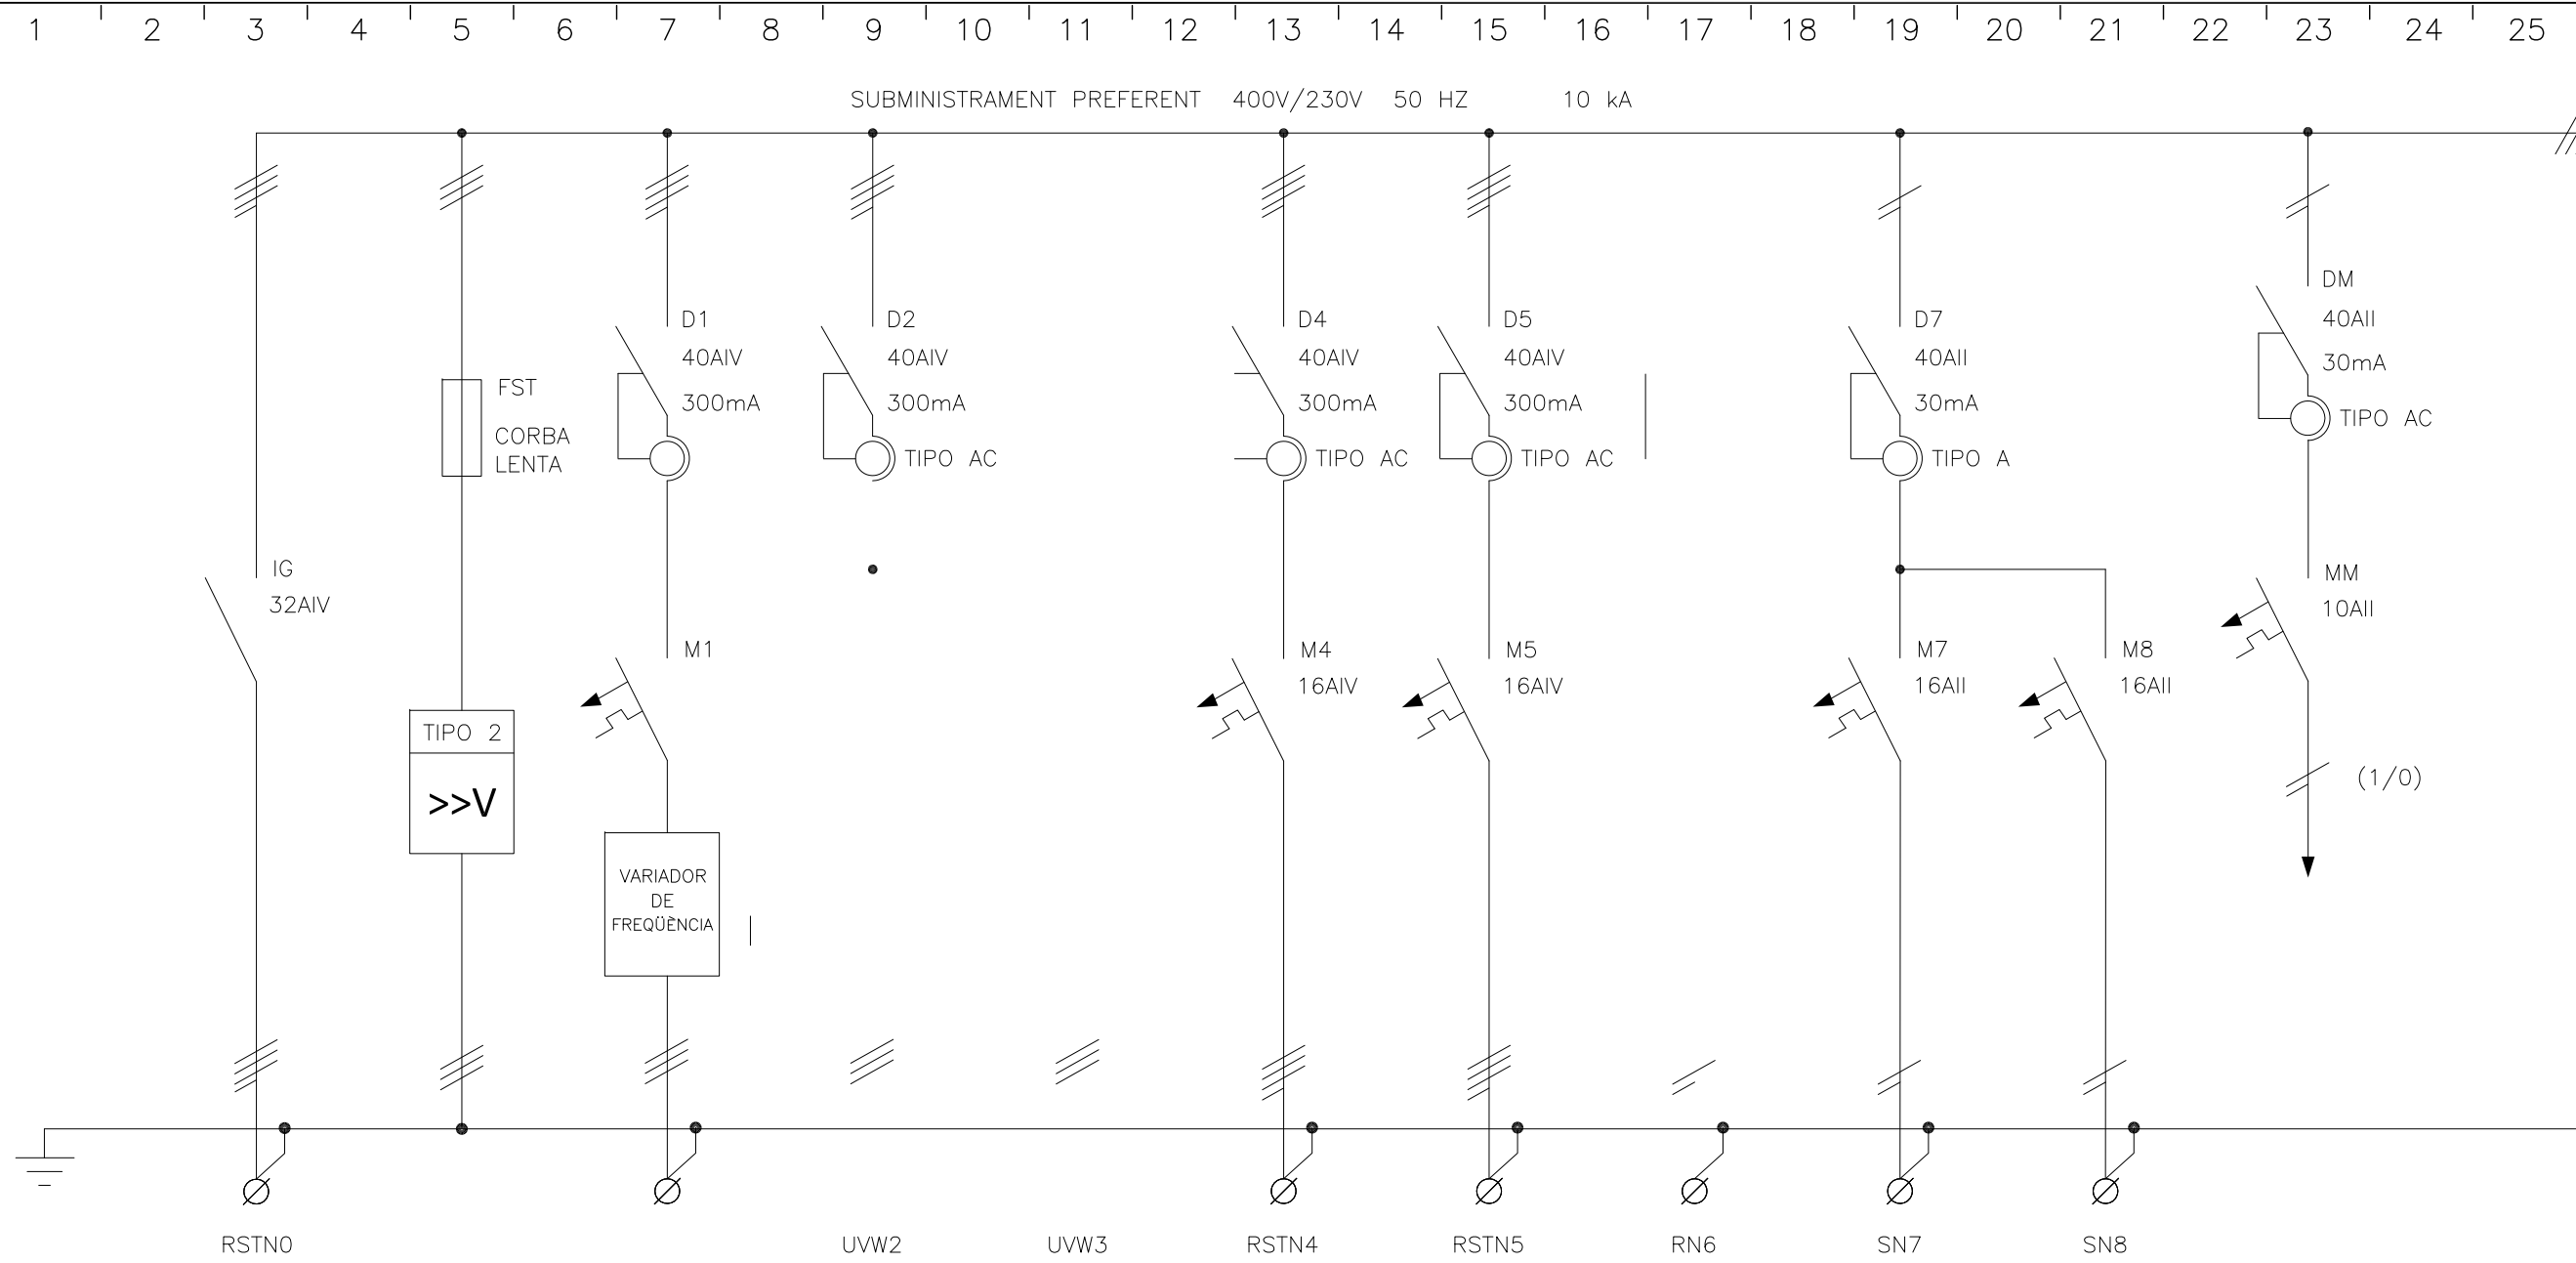 1 2 3 4 5 6 7 8 9 10 11 12 13 14 15 16 17 18 19 20 21 22 23 24 25
SUBMINISTRAMENT PREFERENT 400V/230V 50 HZ 10 kA
IG
32AIV
FST
CORBA
LENTA
TIPO 2
>>V
D1
40AIV
300mA
M1
VARIADOR
DE
FREQÜÈNCIA
D2
40AIV
300mA
TIPO AC
D4
40AIV
300mA
TIPO AC
M4
16AIV
D5
40AIV
300mA
TIPO AC
M5
16AIV
D7
40AII
30mA
TIPO A
M7
16AII
M8
16AII
DM
40AII
30mA
TIPO AC
MM
10AII
(1/0)
RSTN0 UVW2 UVW3 RSTN4 RSTN5 RN6 SN7 SN8